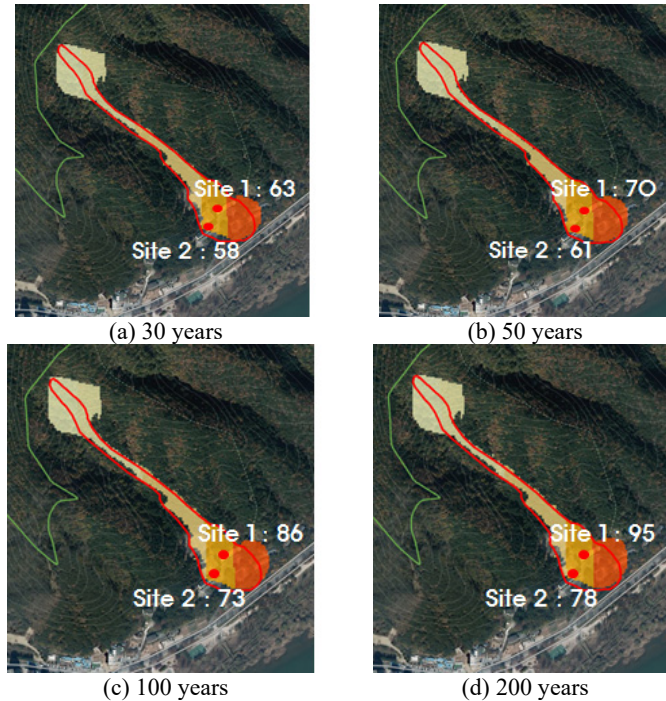 Site 1 : 63
Site 2 : 58
(a) 30 years
Site 1 : 70
Site 2 : 61
(b) 50 years
Site 1 : 86
Site 2 : 73
(c) 100 years
Site 1 : 95
Site 2 : 78
(d) 200 years